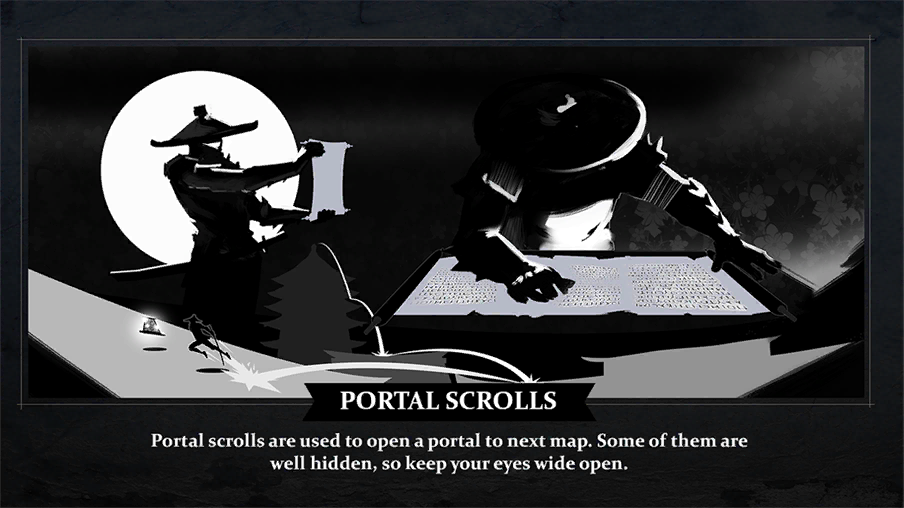 PORTAL SCROLLS
Portal scrolls are used to open a portal to next map. Some of them are
well hidden, so keep your eyes wide open.